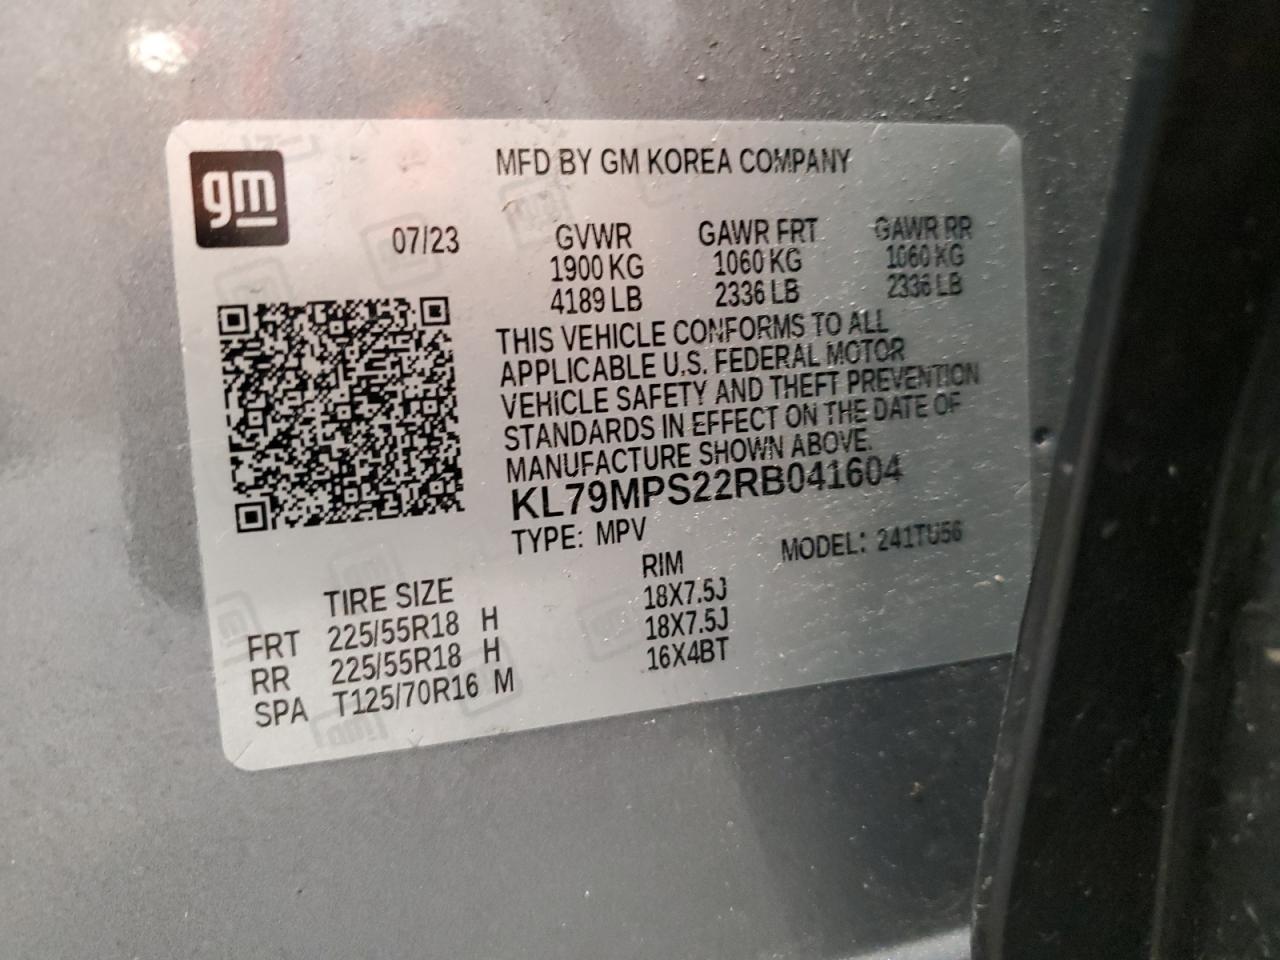 gm
MFD BY GM KOREA COMPANY
07/23 GVWR GAWR FRT GAWR RR
1900 KG 1060 KG 1060 KG
4189 LB 2336 LB 2336 LB
THIS VEHICLE CONFORMS TO ALL
APPLICABLE U.S. FEDERAL MOTOR
VEHICLE SAFETY AND THEFT PREVENTION
STANDARDS IN EFFECT ON THE DATE OF
MANUFACTURE SHOWN ABOVE.
KL79MPS22RB041604
TYPE: MPV MODEL: 241TU56
TIRE SIZE RIM
FRT 225/55R18 H 18X7.5J
RR 225/55R18 H 18X7.5J
SPA T125/70R16 M 16X4BT